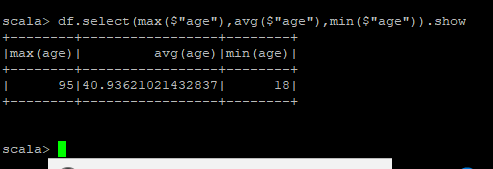 scala> df.select(max($"age"),avg($"age"),min($"age")).show
+--------+-----------------+--------+
|max(age)|         avg(age)|min(age)|
+--------+-----------------+--------+
|      95|40.93621021432837|      18|
+--------+-----------------+--------+
scala>